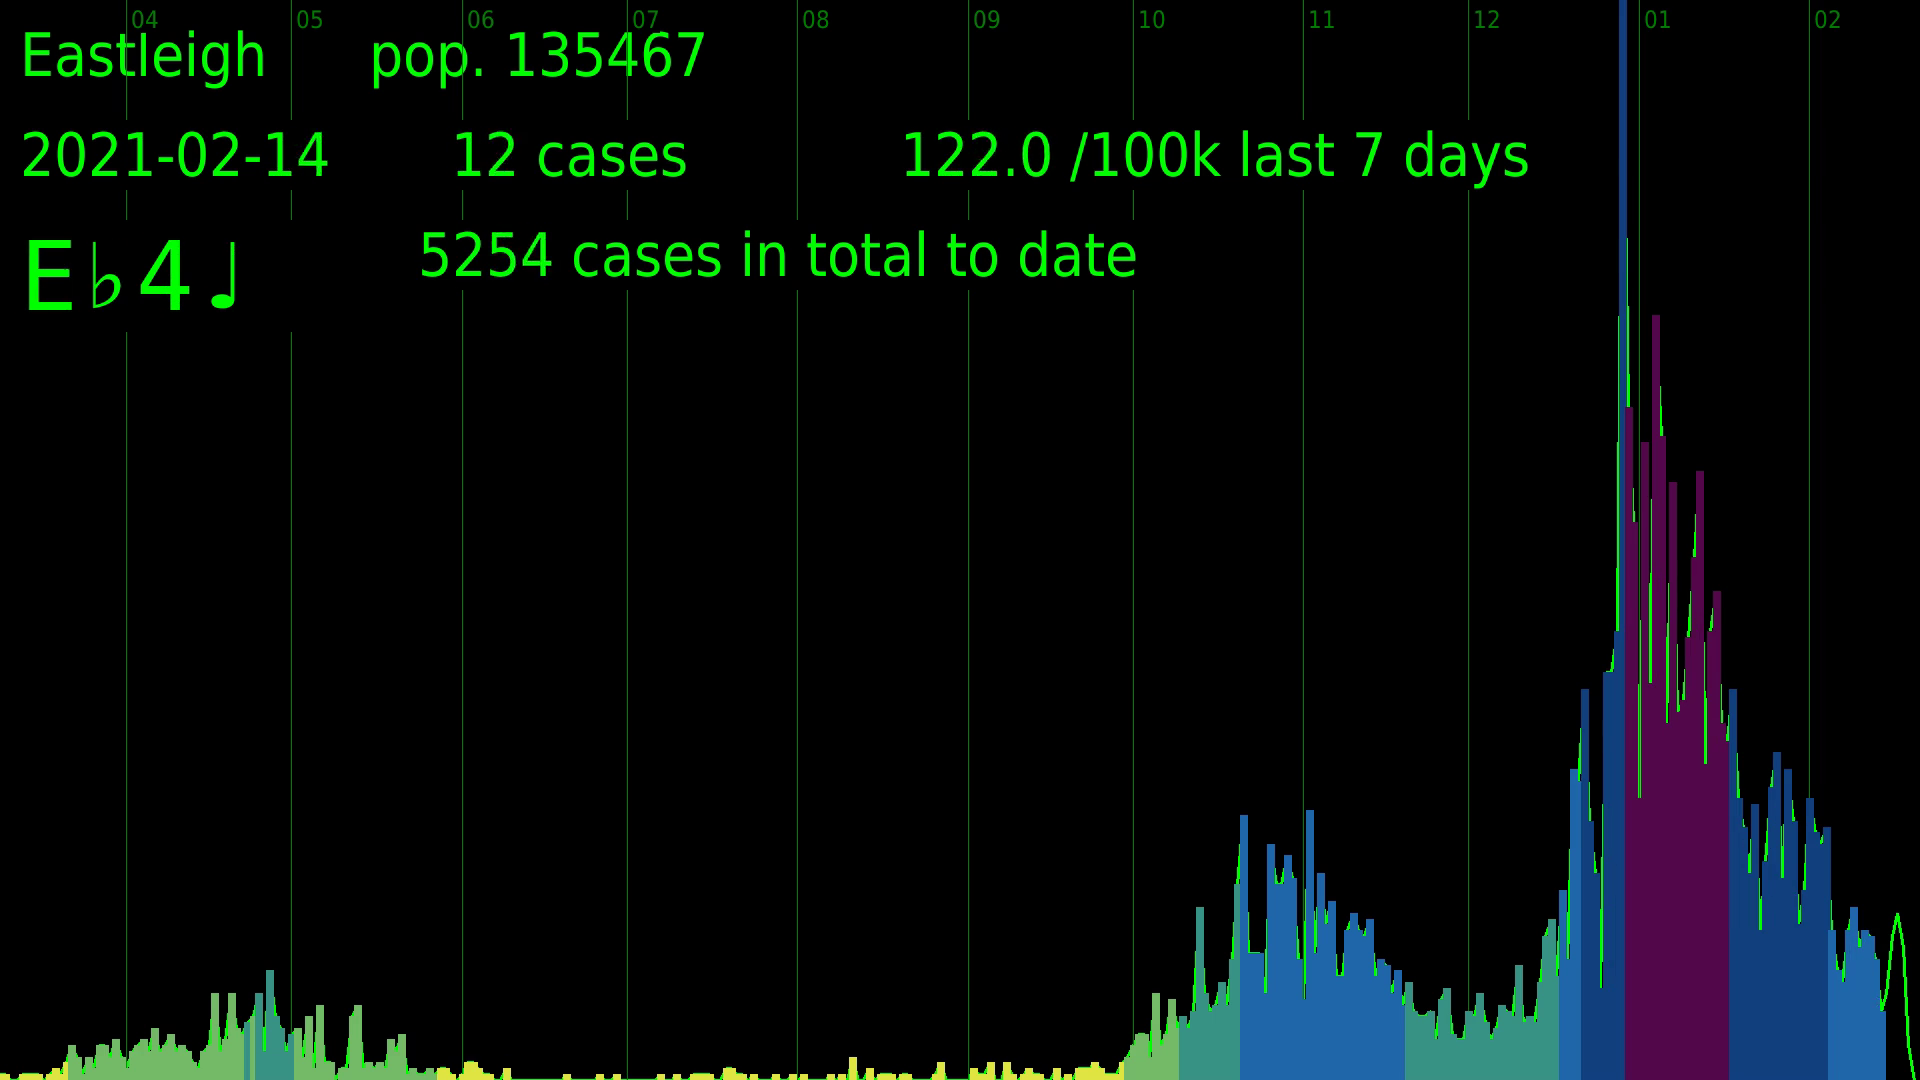 04 05 06 07 08 09 10 11 12 01 02
Eastleigh pop. 135467
2021-02-14 12 cases 122.0 /100k last 7 days
E♭4♩ 5254 cases in total to date